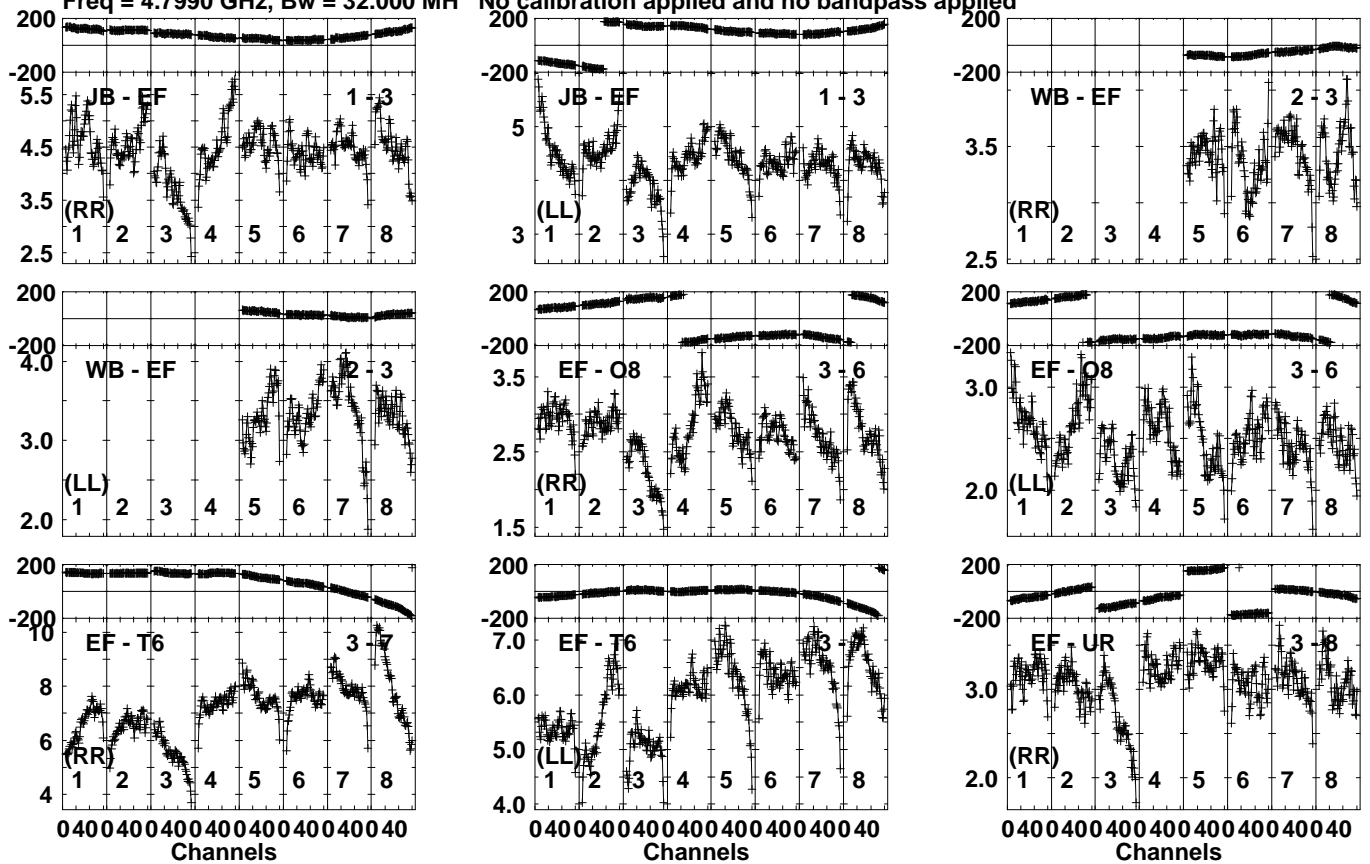 Freq = 4.7990 GHz, Bw = 32.000 MH No calibration applied and no bandpass applied
200
-200
JB - EF 1 - 3
5.5
4.5
3.5
2.5
(RR)
1 2 3 4 5 6 7 8
JB - EF 1 - 3
5
3
(LL)
1 2 3 4 5 6 7 8
200
-200
WB - EF 2 - 3
3.5
2.5
(RR)
1 2 3 4 5 6 7 8
200
-200
WB - EF 2 - 3
4.0
3.0
2.0
(LL)
1 2 3 4 5 6 7 8
200
-200
EF - O8 3 - 6
3.5
2.5
1.5
(RR)
1 2 3 4 5 6 7 8
200
-200
EF - O8 3 - 6
3.0
2.0
(LL)
1 2 3 4 5 6 7 8
200
-200
EF - T6 3 - 7
10
8
6
4
(RR)
1 2 3 4 5 6 7 8
0 40 0 40 0 40 0 40 0 40 0 40 0 40 0 40
Channels
200
-200
EF - T6 3 - 7
7.0
6.0
5.0
4.0
(LL)
1 2 3 4 5 6 7 8
0 40 0 40 0 40 0 40 0 40 0 40 0 40 0 40
Channels
200
-200
EF - UR 3 - 8
3.0
2.0
(RR)
1 2 3 4 5 6 7 8
0 40 0 40 0 40 0 40 0 40 0 40 0 40 0 40
Channels